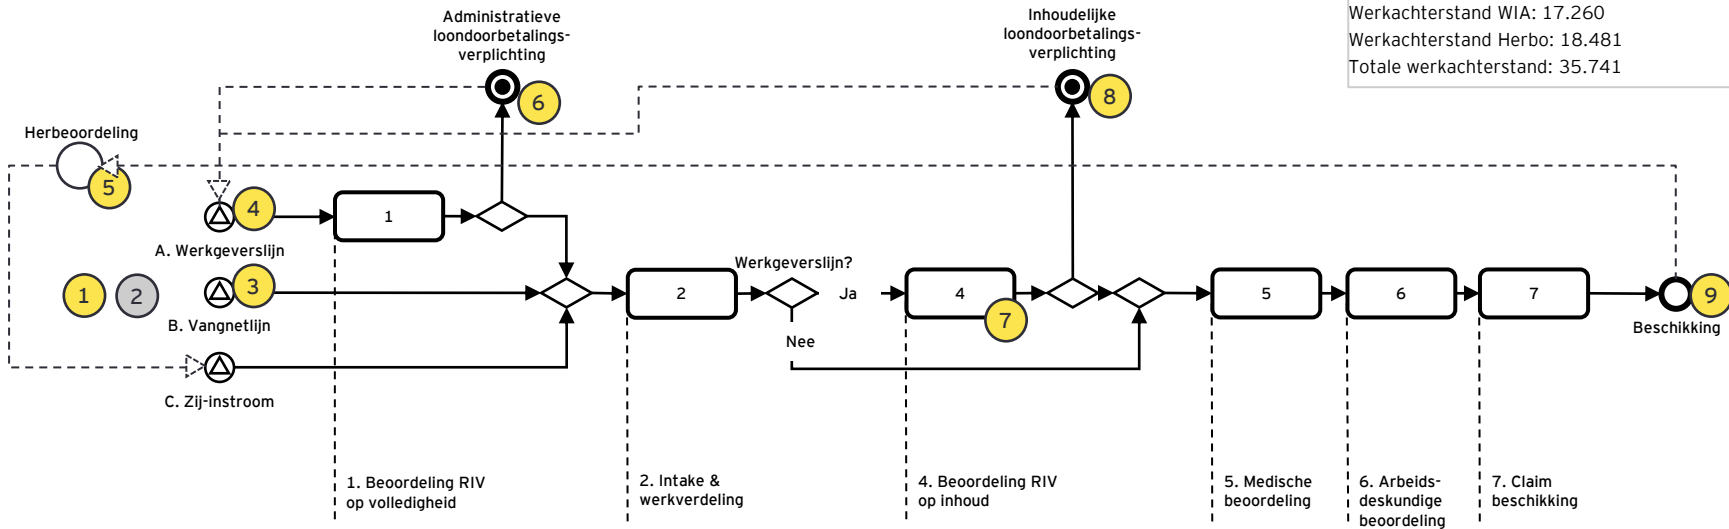 Administratieve
loondoorbetalings-
verplichting
Inhoudelijke
loondoorbetalings-
verplichting
Werkachterstand WIA: 17.260
Werkachterstand Herbo: 18.481
Totale werkachterstand: 35.741
6
8
Herbeoordeling
5
4
1
A. Werkgeverslijn
1
2
3
B. Vangnetlijn
2
Werkgeverslijn?
Ja
Nee
4
7
5
6
7
9
Beschikking
C. Zij-instroom
1. Beoordeling RIV
op volledigheid
2. Intake &
werkverdeling
4. Beoordeling RIV
op inhoud
5. Medische
beoordeling
6. Arbeids-
deskundige
beoordeling
7. Claim
beschikking